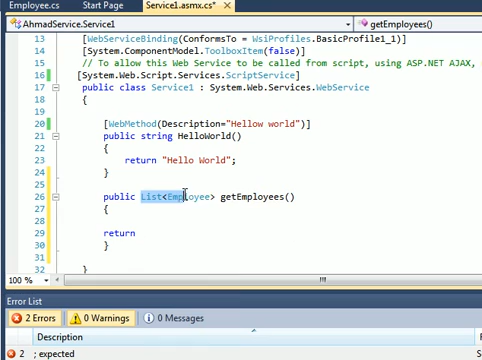 Employee.cs Start Page Service1.asmx.cs* ×
AhmadService.Service1 getEmployees()
13 [WebServiceBinding(ConformsTo = WsiProfiles.BasicProfile1_1)]
14 [System.ComponentModel.ToolboxItem(false)]
15 // To allow this Web Service to be called from script, using ASP.NET AJAX,
16 [System.Web.Script.Services.ScriptService]
17 public class Service1 : System.Web.Services.WebService
18 {
19
20 [WebMethod(Description="Hellow world")]
21 public string HelloWorld()
22 {
23 return "Hello World";
24 }
25
26 public List<Employee> getEmployees()
27 {
28
29 return
30 }
31
32 }
100 %
Error List
2 Errors 0 Warnings 0 Messages
Description
2 ; expected